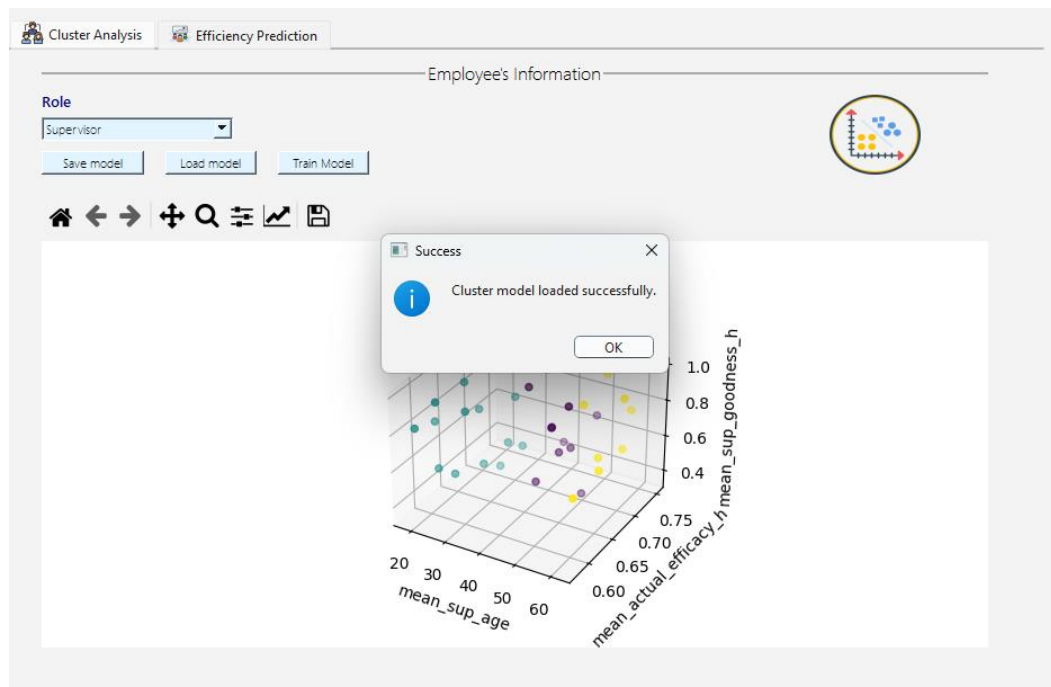 Cluster Analysis
Efficiency Prediction
Employee's Information
Role
Supervisor
Save model
Load model
Train Model
Success
Cluster model loaded successfully.
OK
1.0
0.8
0.6
0.4
mean_sup_goodness_h
0.75
0.70
0.65
0.60
mean_actual_efficacy_h
20
30
40
50
60
mean_sup_age